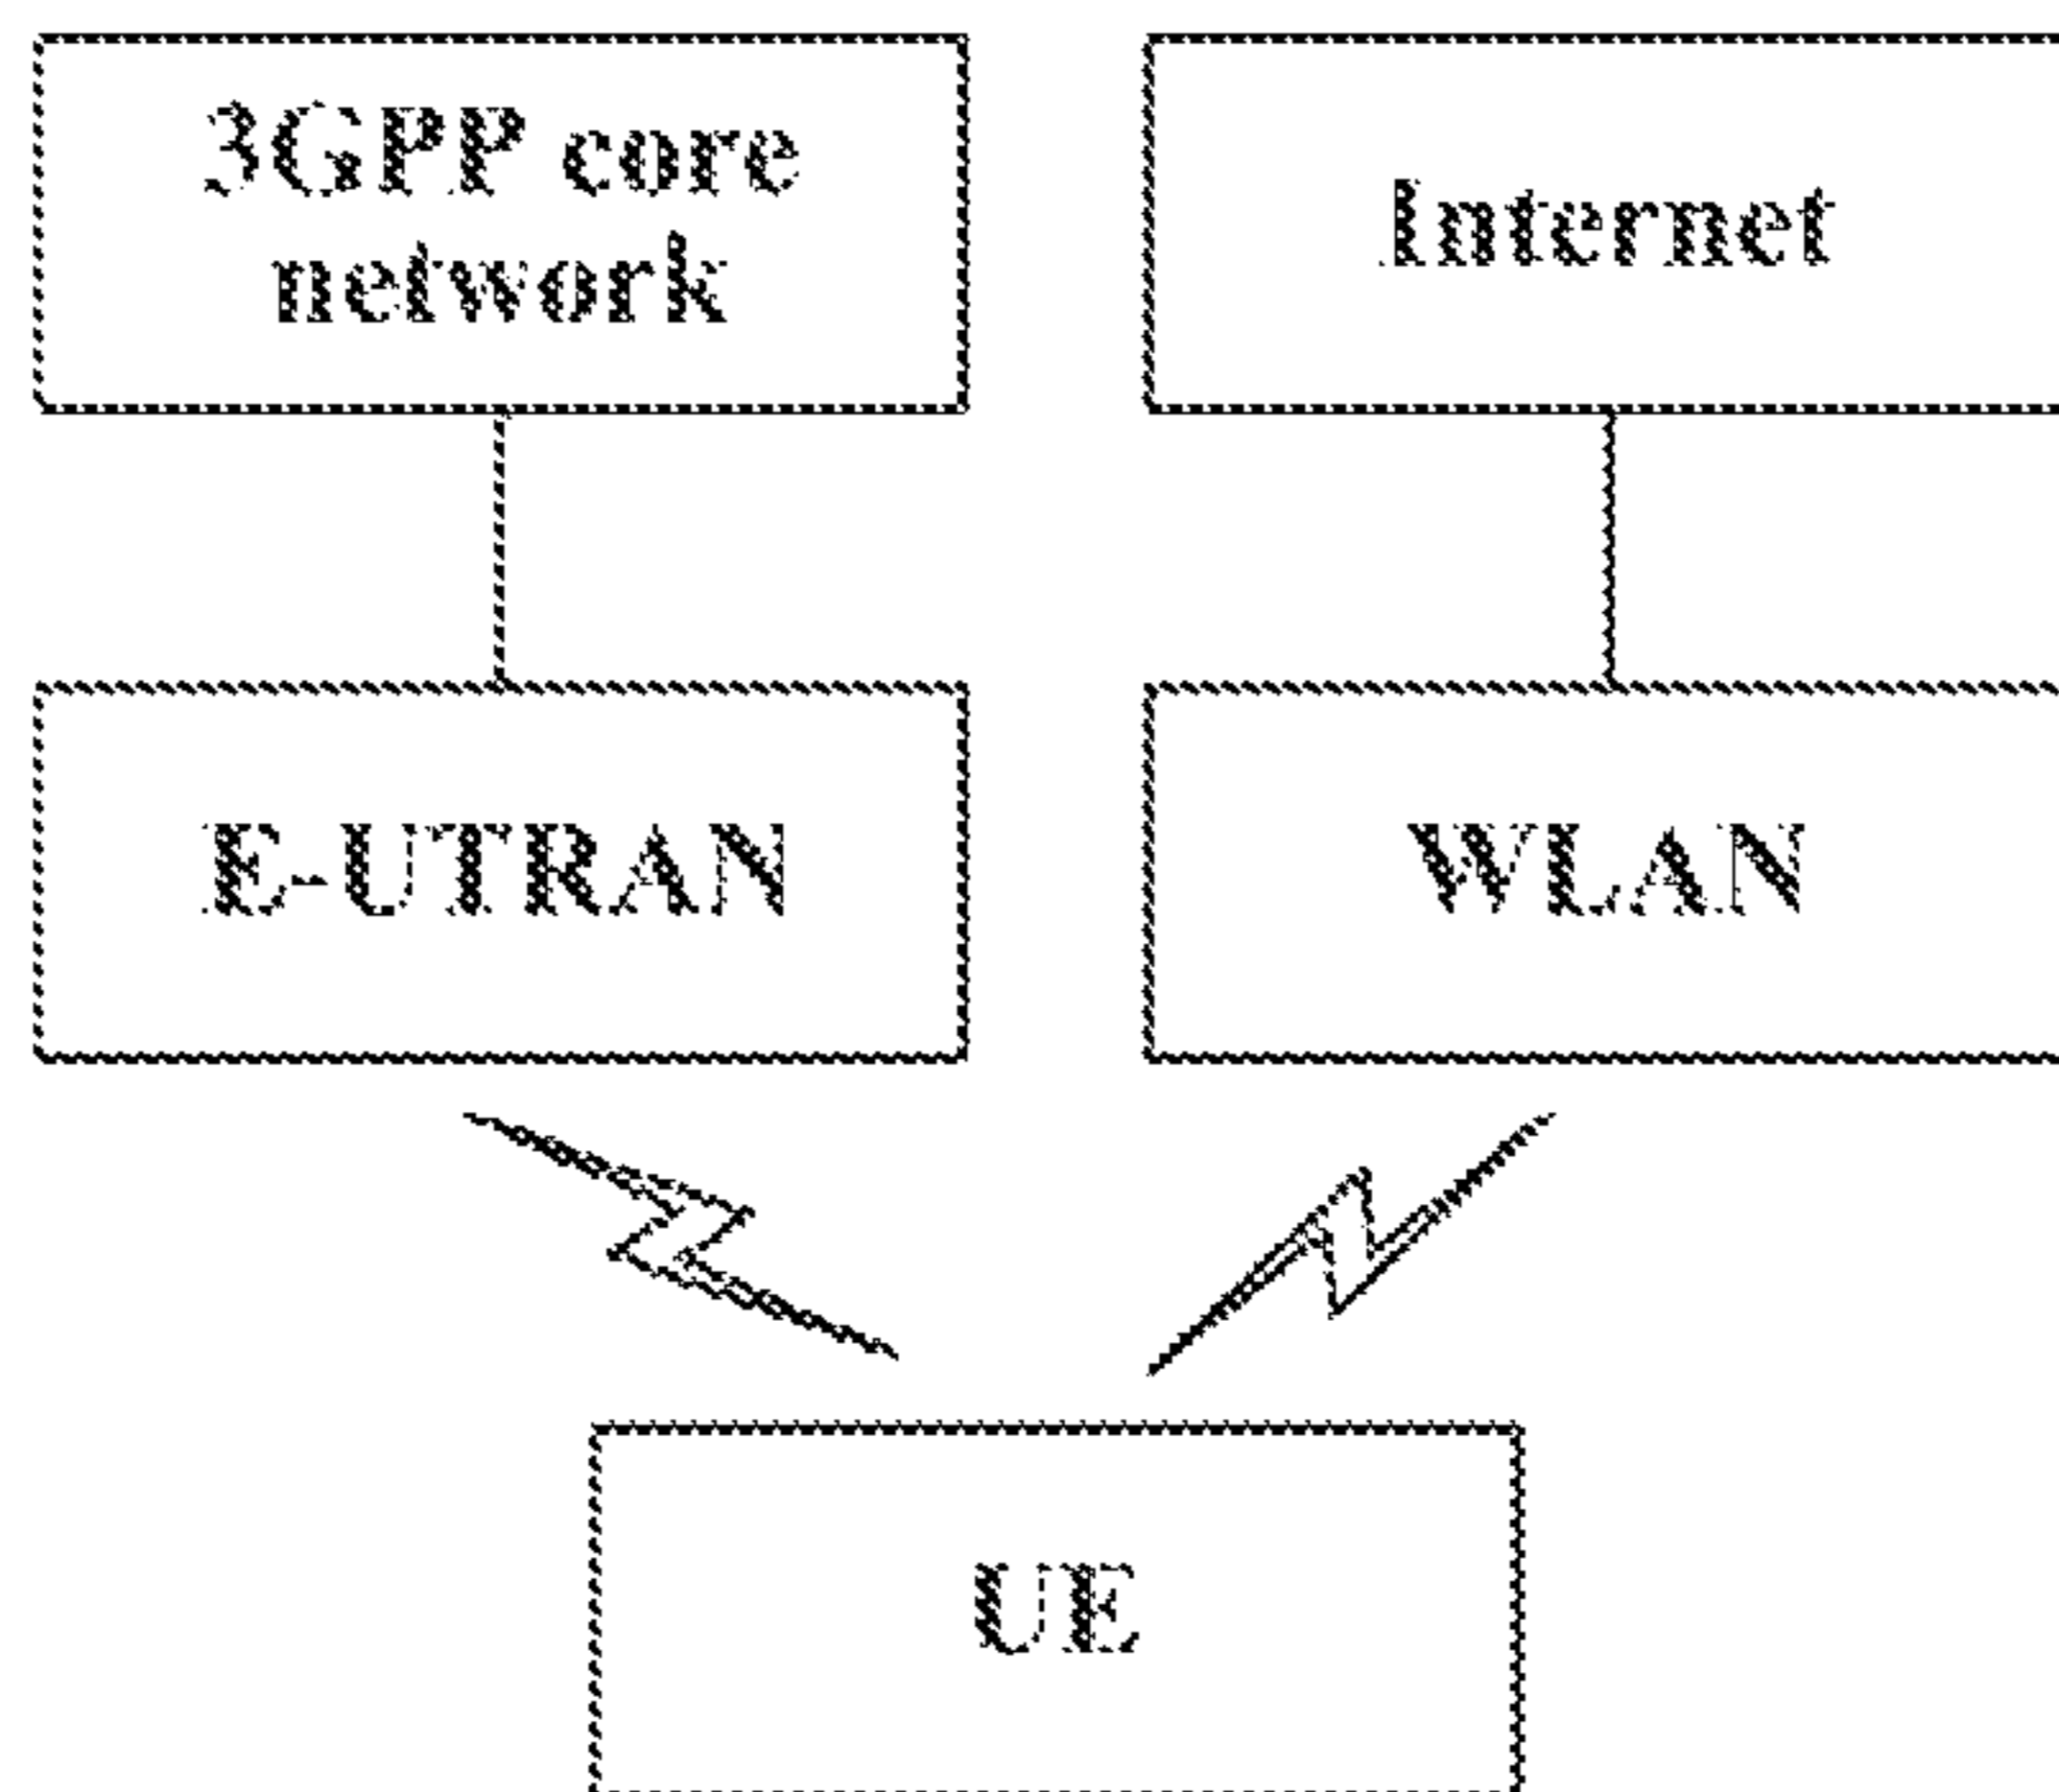 3GPP core
network
Internet
E-UTRAN
WLAN
UE